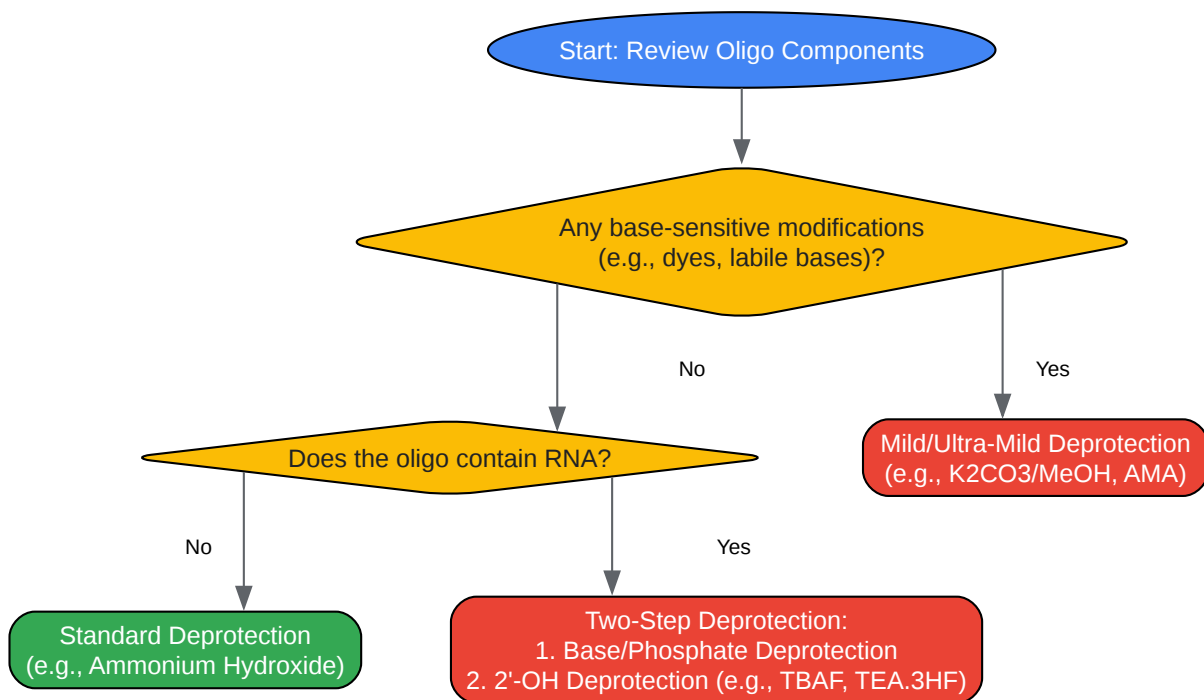 Start: Review Oligo Components
Any base-sensitive modifications
(e.g., dyes, labile bases)?
No
Yes
Does the oligo contain RNA?
Mild/Ultra-Mild Deprotection
(e.g., K2CO3/MeOH, AMA)
No
Yes
Standard Deprotection
(e.g., Ammonium Hydroxide)
Two-Step Deprotection:
1. Base/Phosphate Deprotection
2. 2'-OH Deprotection (e.g., TBAF, TEA.3HF)